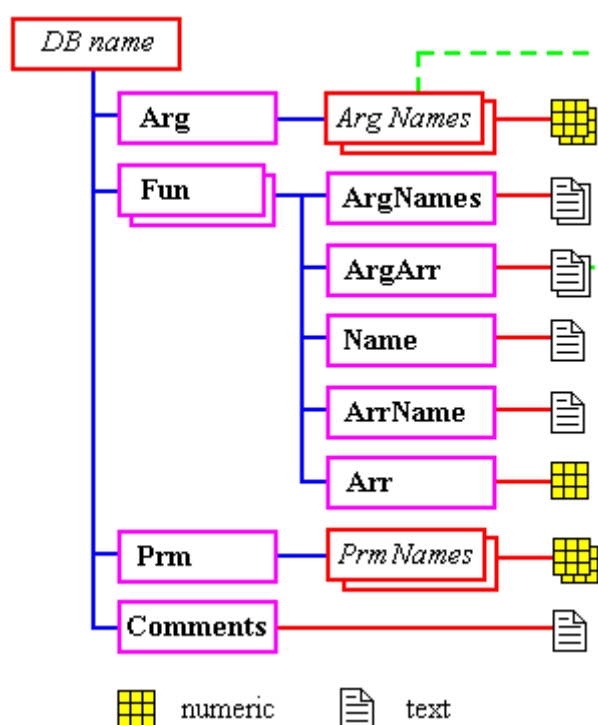 DB name
Arg
Arg Names
Fun
ArgNames
ArgArr
Name
ArrName
Arr
Prm
Prm Names
Comments
numeric
text